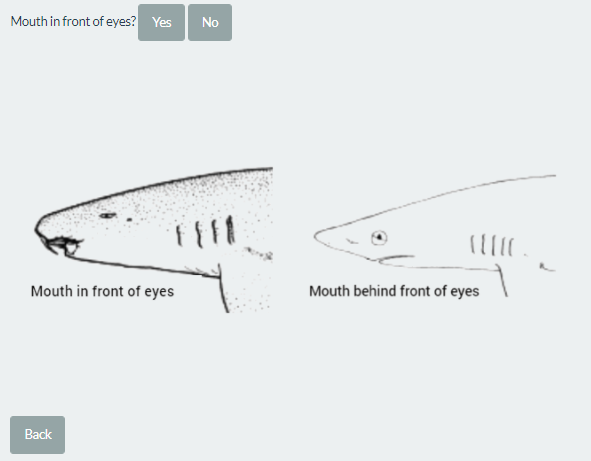 Mouth in front of eyes? Yes No
Mouth in front of eyes
Mouth behind front of eyes
Back